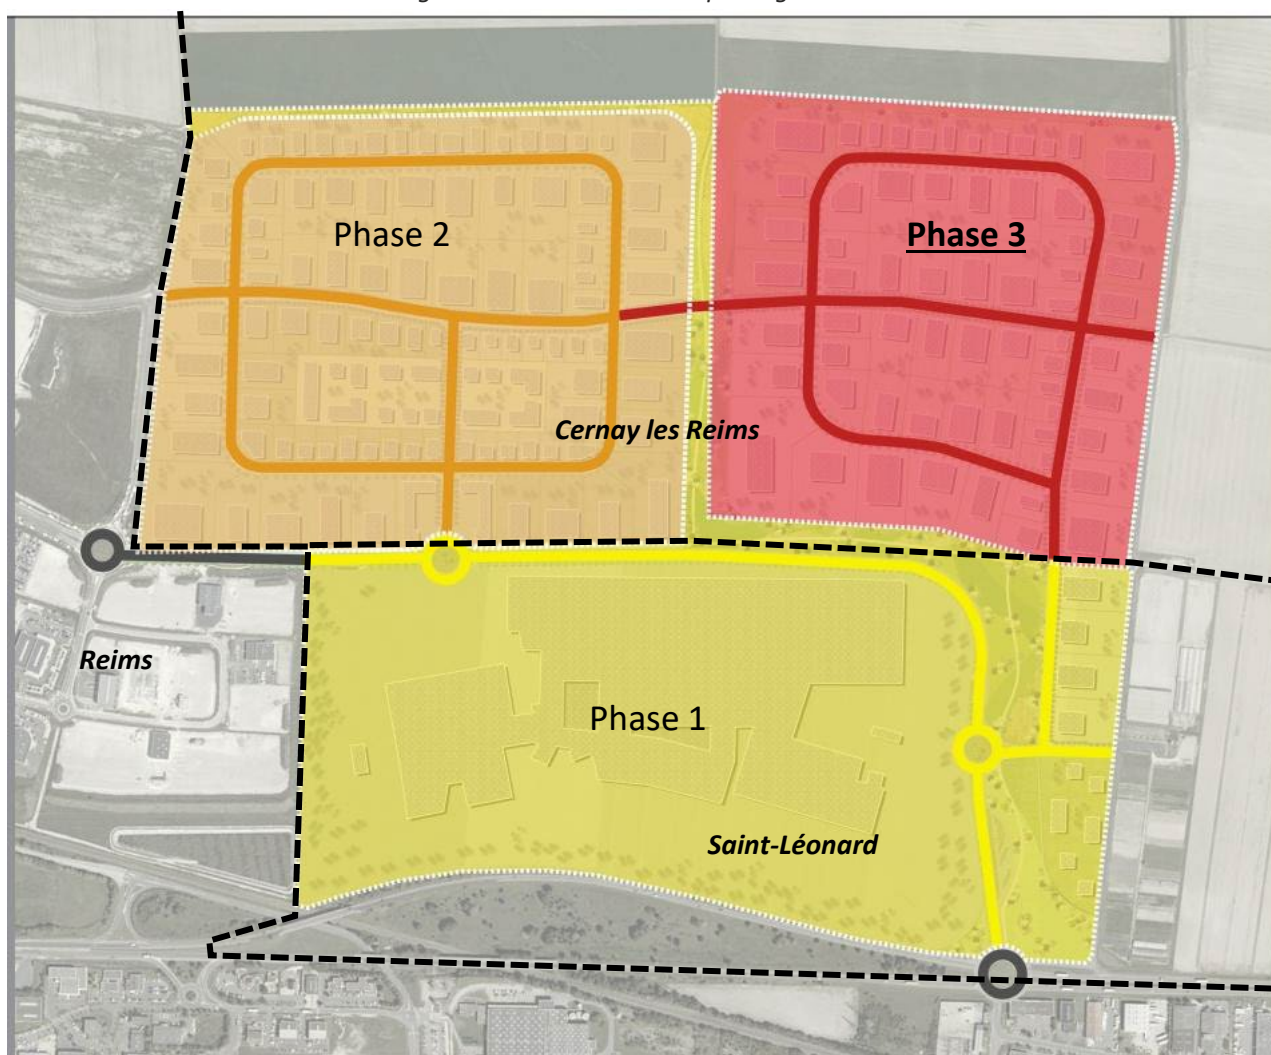 Phase 2
Phase 3
Cernay les Reims
Reims
Phase 1
Saint-Léonard